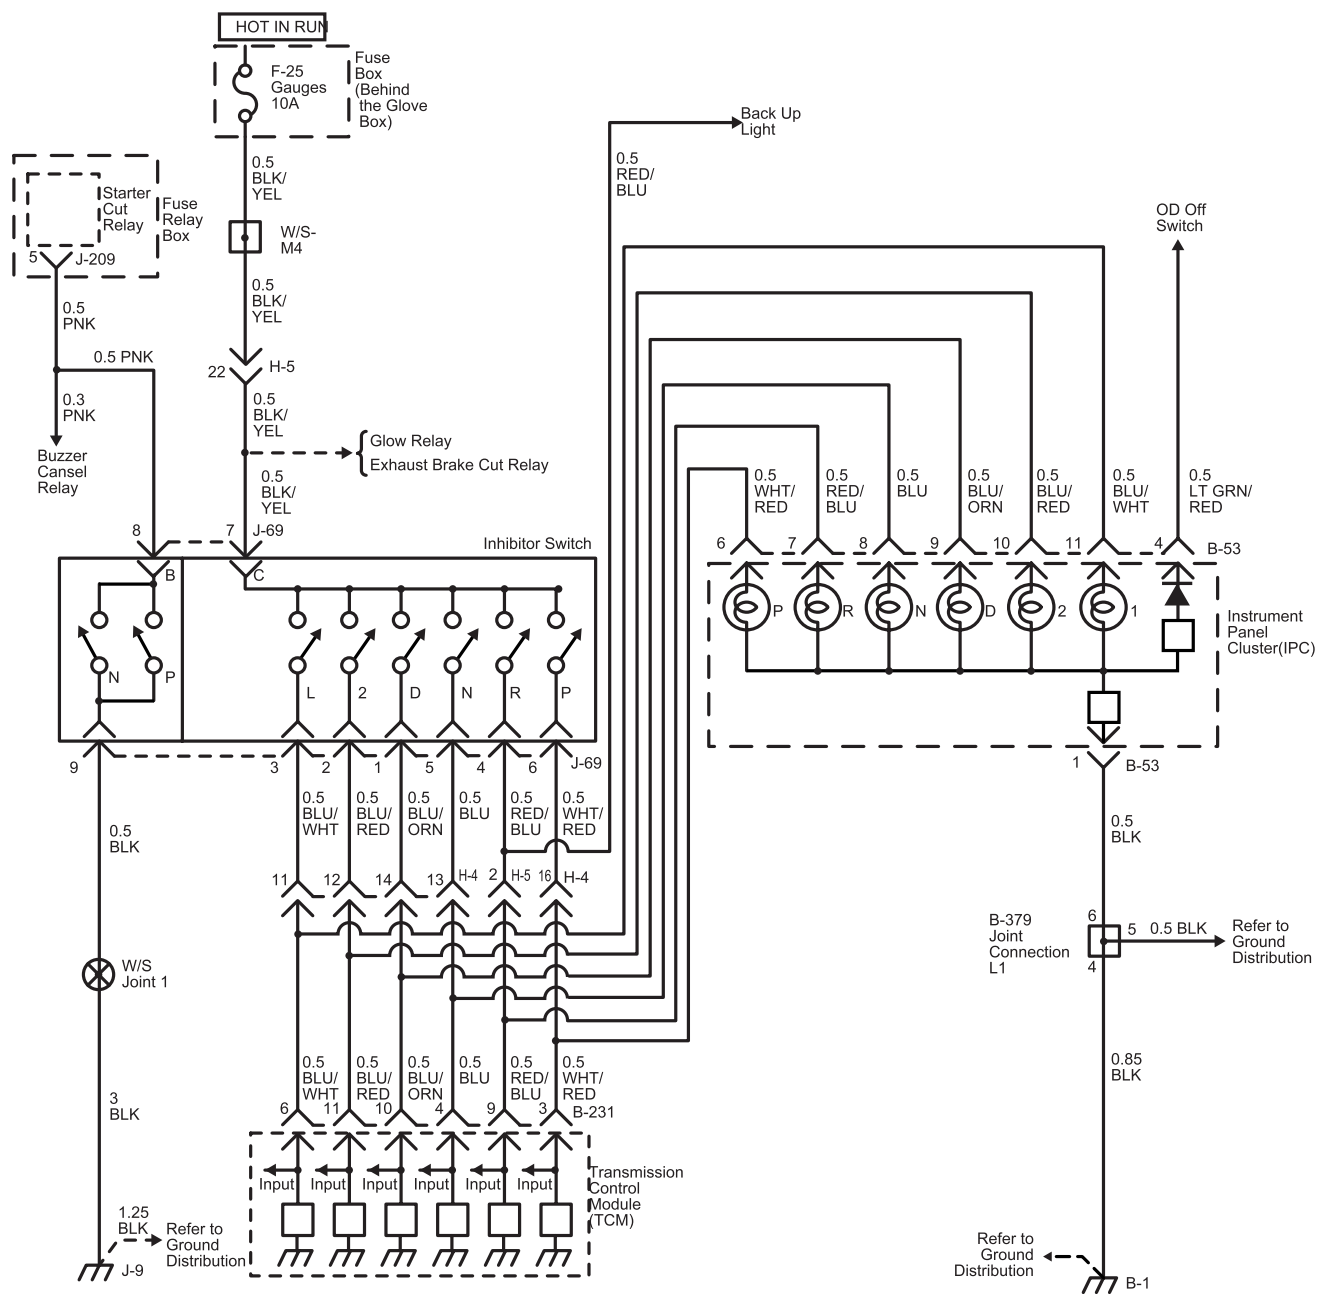 HOT IN RUN
F-25
Gauges
10A
Fuse
Box
(Behind
the Glove
Box)
0.5
BLK/
YEL
W/S-
M4
0.5
BLK/
YEL
22
H-5
0.5
BLK/
YEL
Glow Relay
Exhaust Brake Cut Relay
0.5
BLK/
YEL
Starter
Cut
Relay
Fuse
Relay
Box
5
J-209
0.5
PNK
0.5 PNK
0.3
PNK
Buzzer
Cansel
Relay
Back Up
Light
0.5
RED/
BLU
OD Off
Switch
8
7
J-69
Inhibitor Switch
B
C
N
P
L
2
D
N
R
P
9
3
2
1
5
4
6
J-69
0.5
WHT/
RED
0.5
RED/
BLU
0.5
BLU
0.5
BLU/
ORN
0.5
BLU/
RED
0.5
BLU/
WHT
0.5
LT GRN/
RED
6
7
8
9
10
11
4
B-53
P
R
N
D
2
1
Instrument
Panel
Cluster(IPC)
1
B-53
0.5
BLK
0.5
BLU/
WHT
0.5
BLU/
RED
0.5
BLU/
ORN
0.5
BLU
0.5
RED/
BLU
0.5
WHT/
RED
0.5
BLK
11
12
14
13
H-4
2
H-5
16
H-4
B-379
Joint
Connection
L1
6
5
0.5 BLK
4
Refer to
Ground
Distribution
W/S
Joint 1
0.5
BLU/
WHT
0.5
BLU/
RED
0.5
BLU/
ORN
0.5
BLU
0.5
RED/
BLU
0.5
WHT/
RED
0.85
BLK
3
BLK
6
11
10
4
9
3
B-231
Input
Input
Input
Input
Input
Input
Transmission
Control
Module
(TCM)
1.25
BLK
Refer to
Ground
Distribution
J-9
Refer to
Ground
Distribution
B-1